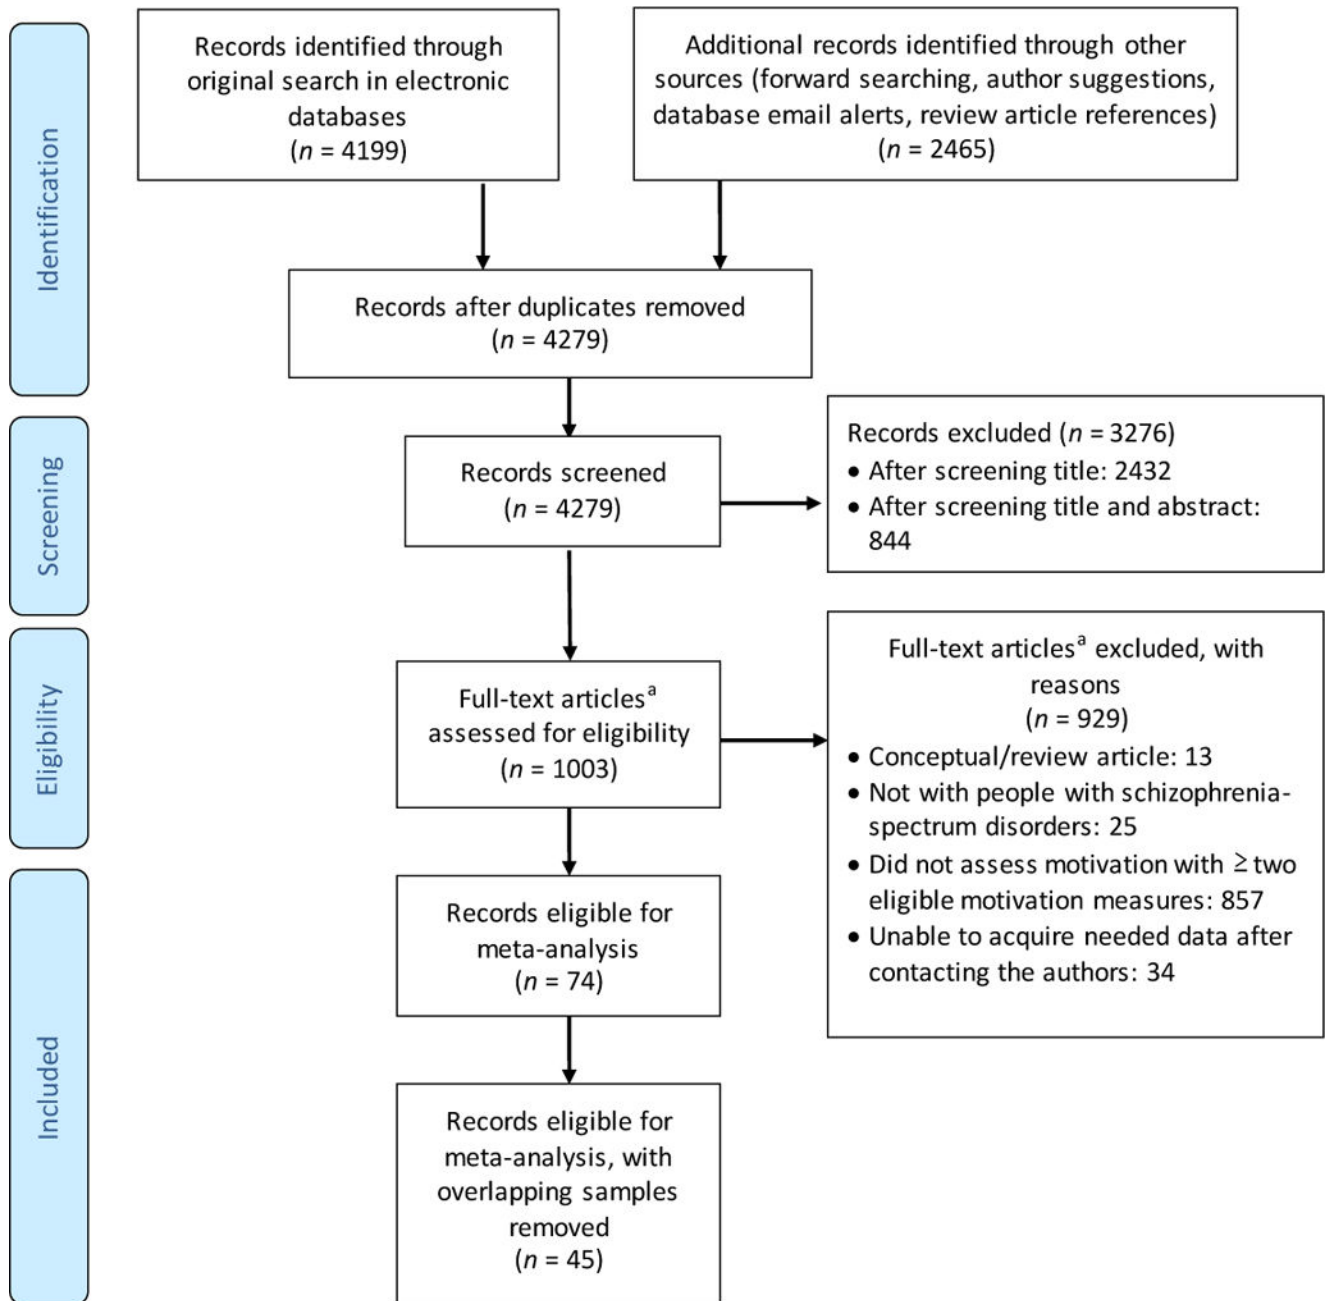 Identification
Records identified through
original search in electronic
databases
(n = 4199)
Additional records identified through other
sources (forward searching, author suggestions,
database email alerts, review article references)
(n = 2465)
Records after duplicates removed
(n = 4279)
Screening
Records screened
(n = 4279)
Records excluded (n = 3276)
• After screening title: 2432
• After screening title and abstract:
844
Eligibility
Full-text articlesᵃ
assessed for eligibility
(n = 1003)
Full-text articlesᵃ excluded, with
reasons
(n = 929)
• Conceptual/review article: 13
• Not with people with schizophrenia-
spectrum disorders: 25
• Did not assess motivation with ≥ two
eligible motivation measures: 857
• Unable to acquire needed data after
contacting the authors: 34
Included
Records eligible for
meta-analysis
(n = 74)
Records eligible for
meta-analysis, with
overlapping samples
removed
(n = 45)